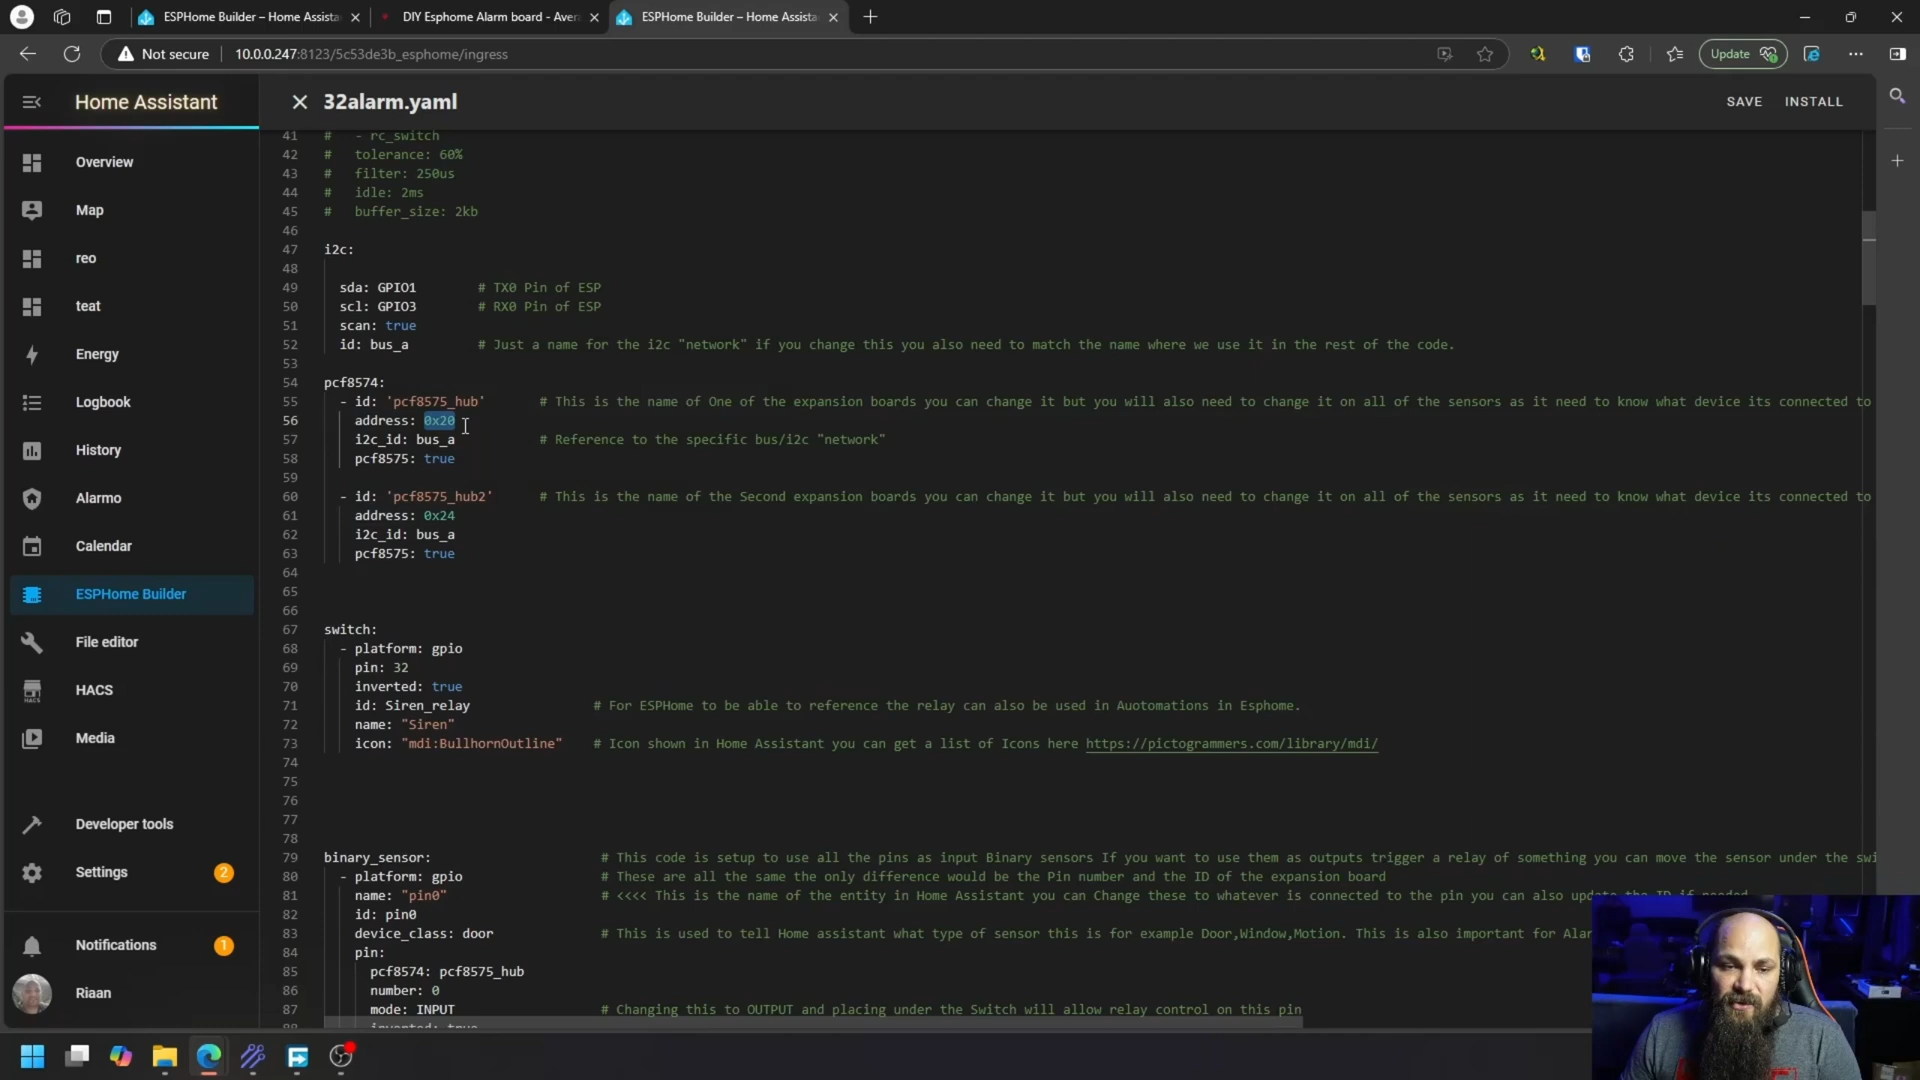 ESPHome Builder – Home Assista
DIY Esphome Alarm board - Aver
ESPHome Builder – Home Assista
Not secure
10.0.0.247:8123/5c53de3b_esphome/ingress
Update
Home Assistant
32alarm.yaml
SAVE
INSTALL
Overview
Map
reo
teat
Energy
Logbook
History
Alarmo
Calendar
ESPHome Builder
File editor
HACS
Media
Developer tools
Settings 2
Notifications 1
Riaan
41 #   - rc_switch
42 #   tolerance: 60%
43 #   filter: 250us
44 #   idle: 2ms
45 #   buffer_size: 2kb
46
47 i2c:
48
49 sda: GPIO1 # TX0 Pin of ESP
50 scl: GPIO3 # RX0 Pin of ESP
51 scan: true
52 id: bus_a # Just a name for the i2c "network" if you change this you also need to match the name where we use it in the rest of the code.
53
54 pcf8574:
55 - id: 'pcf8575_hub' # This is the name of One of the expansion boards you can change it but you will also need to change it on all of the sensors as it need to know what device its connected to
56 address: 0x20
57 i2c_id: bus_a # Reference to the specific bus/i2c "network"
58 pcf8575: true
59
60 - id: 'pcf8575_hub2' # This is the name of the Second expansion boards you can change it but you will also need to change it on all of the sensors as it need to know what device its connected to
61 address: 0x24
62 i2c_id: bus_a
63 pcf8575: true
64
65
66
67 switch:
68 - platform: gpio
69 pin: 32
70 inverted: true
71 id: Siren_relay # For ESPHome to be able to reference the relay can also be used in Auotomations in Esphome.
72 name: "Siren"
73 icon: "mdi:BullhornOutline" # Icon shown in Home Assistant you can get a list of Icons here https://pictogrammers.com/library/mdi/
74
75
76
77
78
79 binary_sensor: # This code is setup to use all the pins as input Binary sensors If you want to use them as outputs trigger a relay of something you can move the sensor under the swi
80 - platform: gpio # These are all the same the only difference would be the Pin number and the ID of the expansion board
81 name: "pin0" # <<<< This is the name of the entity in Home Assistant you can Change these to whatever is connected to the pin you can also update the ID if needed
82 id: pin0
83 device_class: door # This is used to tell Home assistant what type of sensor this is for example Door,Window,Motion. This is also important for Alar
84 pin:
85 pcf8574: pcf8575_hub
86 number: 0
87 mode: INPUT # Changing this to OUTPUT and placing under the Switch will allow relay control on this pin
88 inverted: true